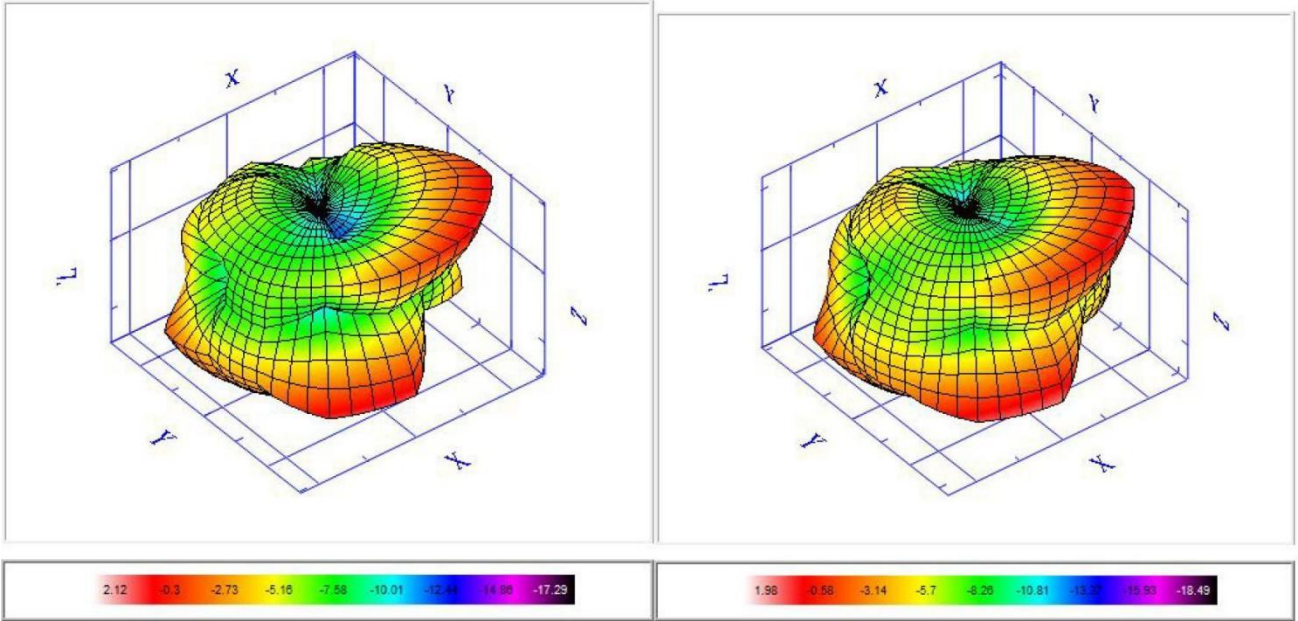 X Y X Y
Z Z Z Z
Y X Y X
2.12 -0.3 -2.73 -5.16 -7.58 -10.01 -12.44 -14.86 -17.29
1.98 -0.58 -3.14 -5.7 -8.26 -10.81 -13.37 -15.93 -18.49